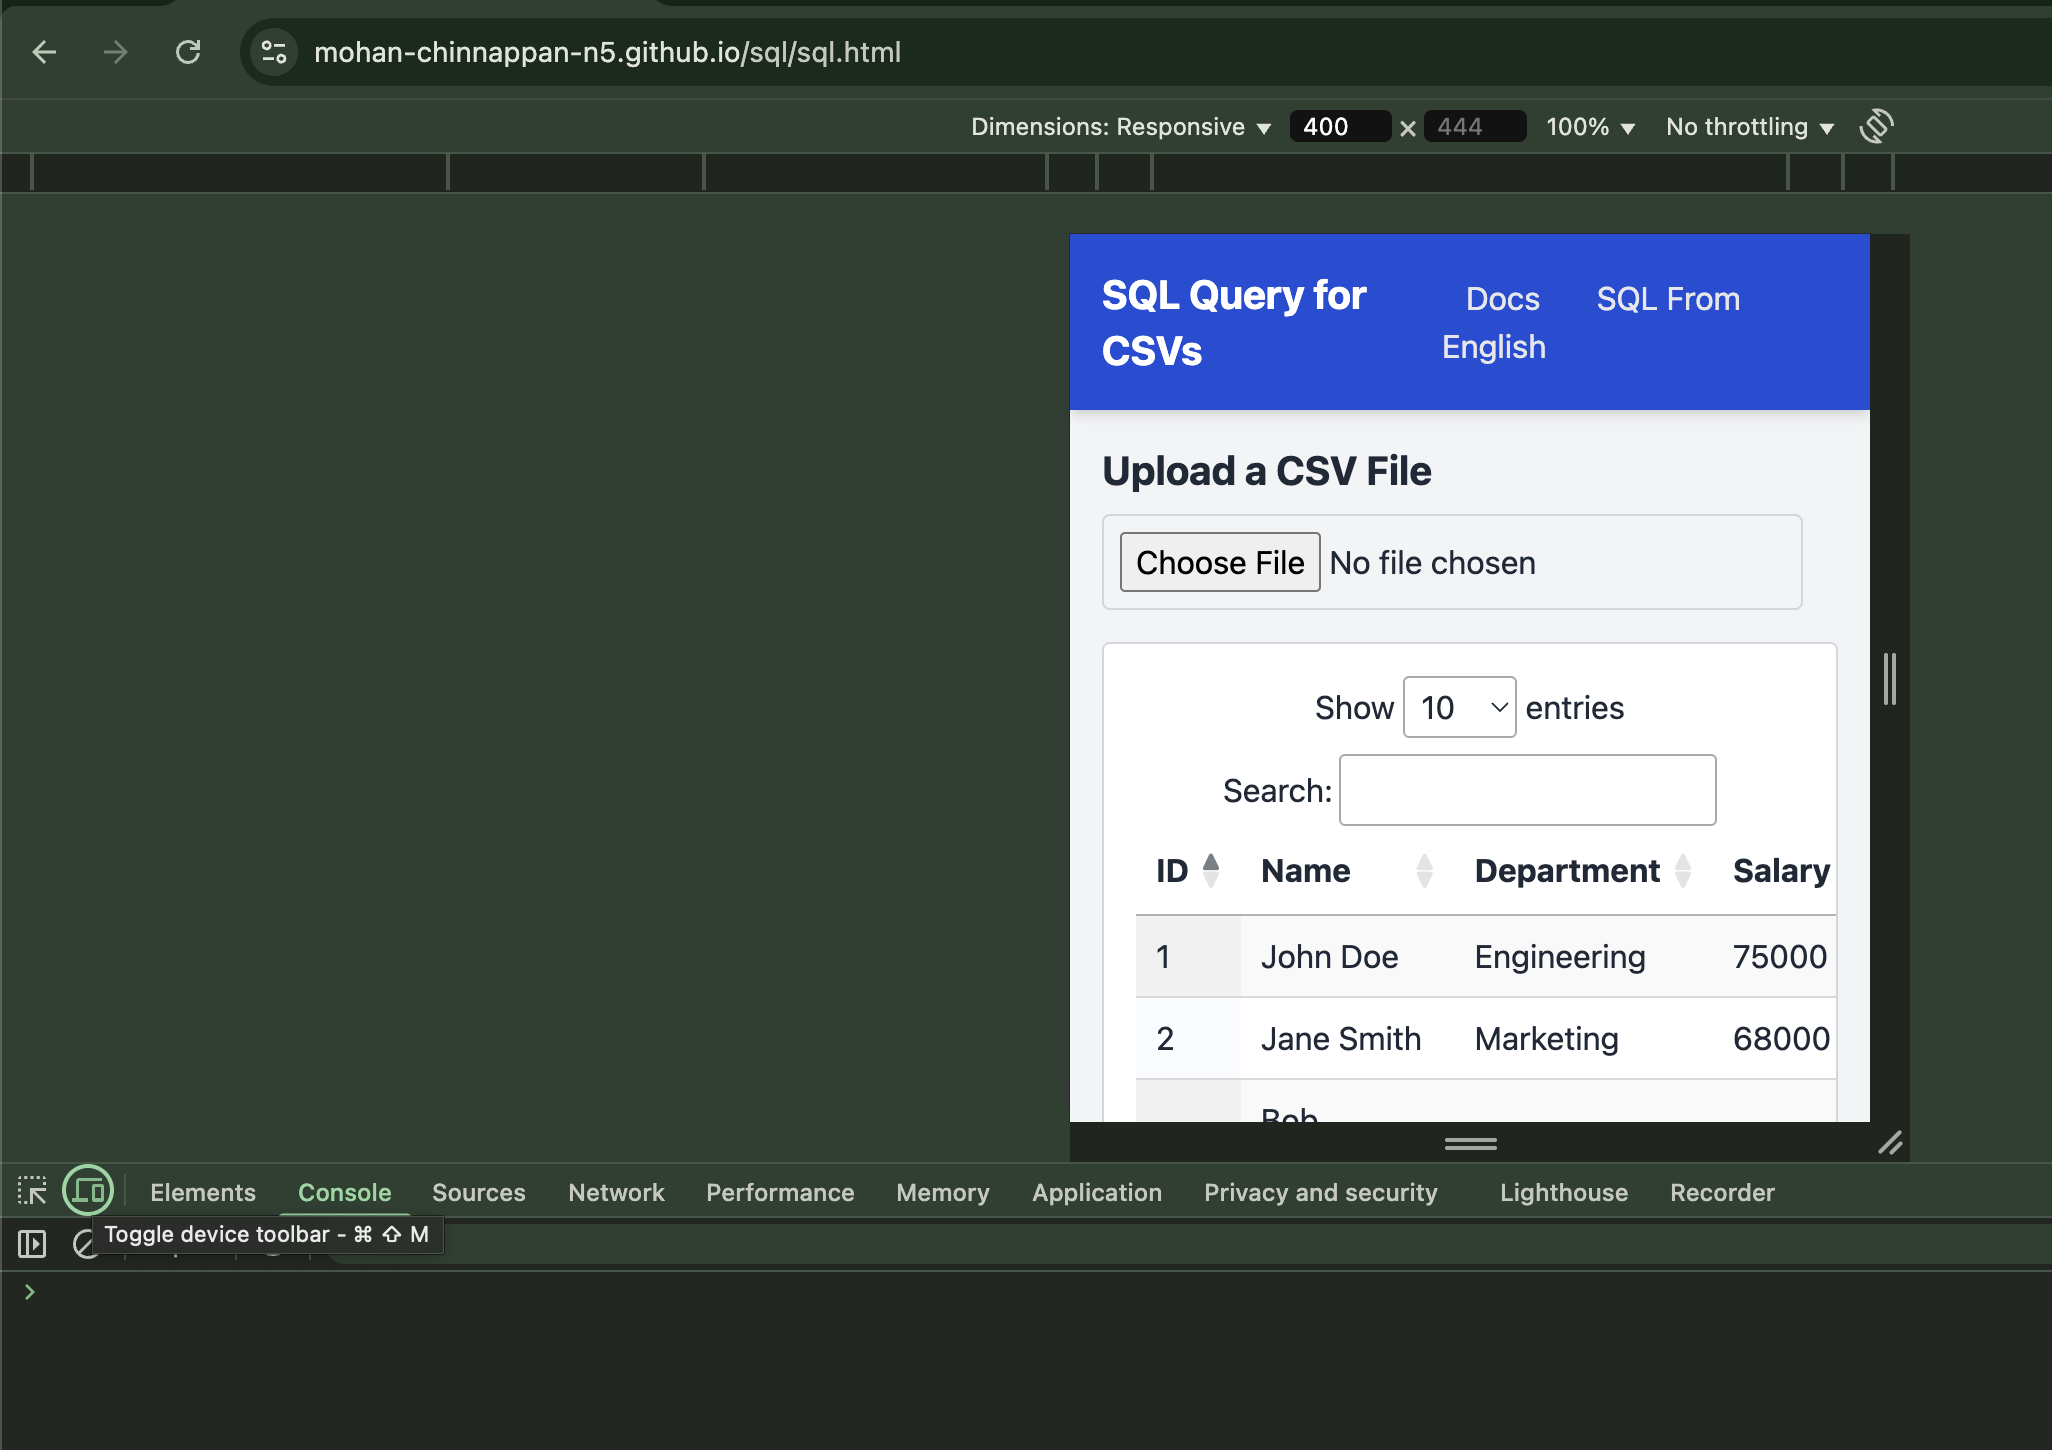 mohan-chinnappan-n5.github.io/sql/sql.html
Dimensions: Responsive ▼ 400 × 444 100% ▼ No throttling ▼
SQL Query for CSVs
Docs SQL From English
Upload a CSV File
Choose File No file chosen
Show 10 entries
Search:
ID Name Department Salary
1 John Doe Engineering 75000
2 Jane Smith Marketing 68000
Bob
Elements Console Sources Network Performance Memory Application Privacy and security Lighthouse Recorder
Toggle device toolbar - ⌘ ⇧ M